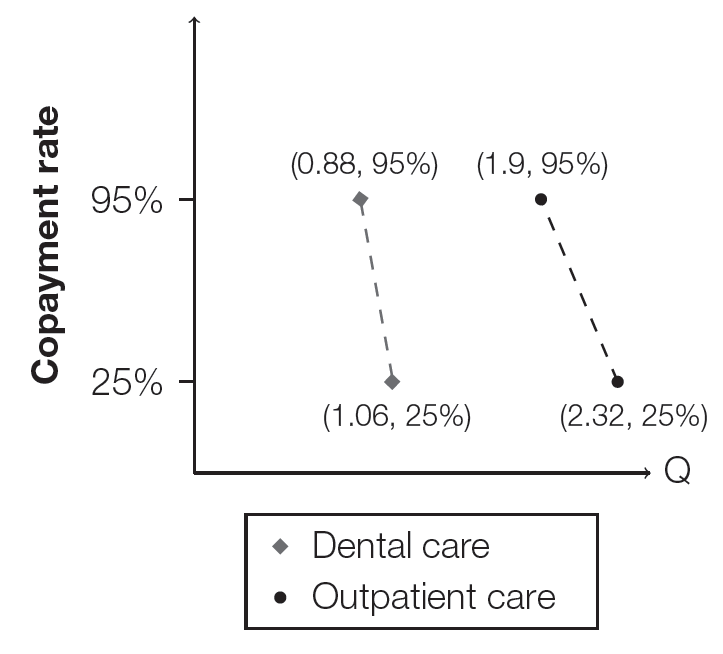 Copayment rate
(0.88, 95%) (1.9, 95%)
95%
25%
(1.06, 25%) (2.32, 25%)
Q
Dental care
Outpatient care